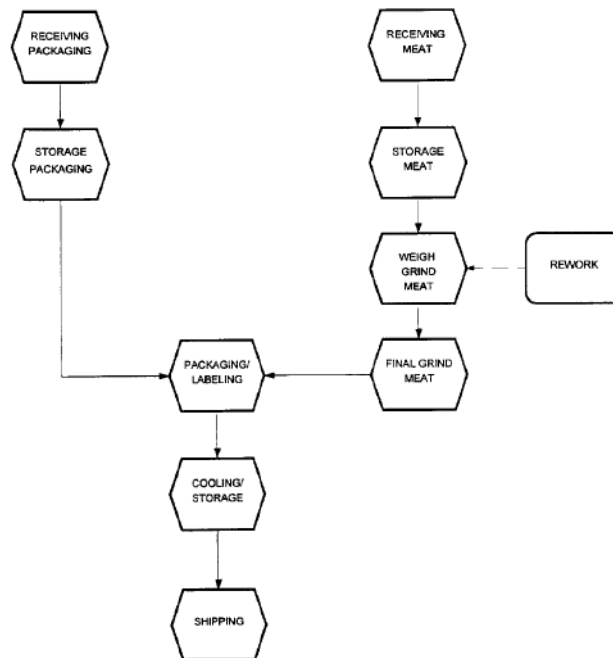 RECEIVING
PACKAGING
RECEIVING
MEAT
STORAGE
PACKAGING
STORAGE
MEAT
WEIGH
GRIND
MEAT
REWORK
PACKAGING/
LABELING
FINAL GRIND
MEAT
COOLING/
STORAGE
SHIPPING